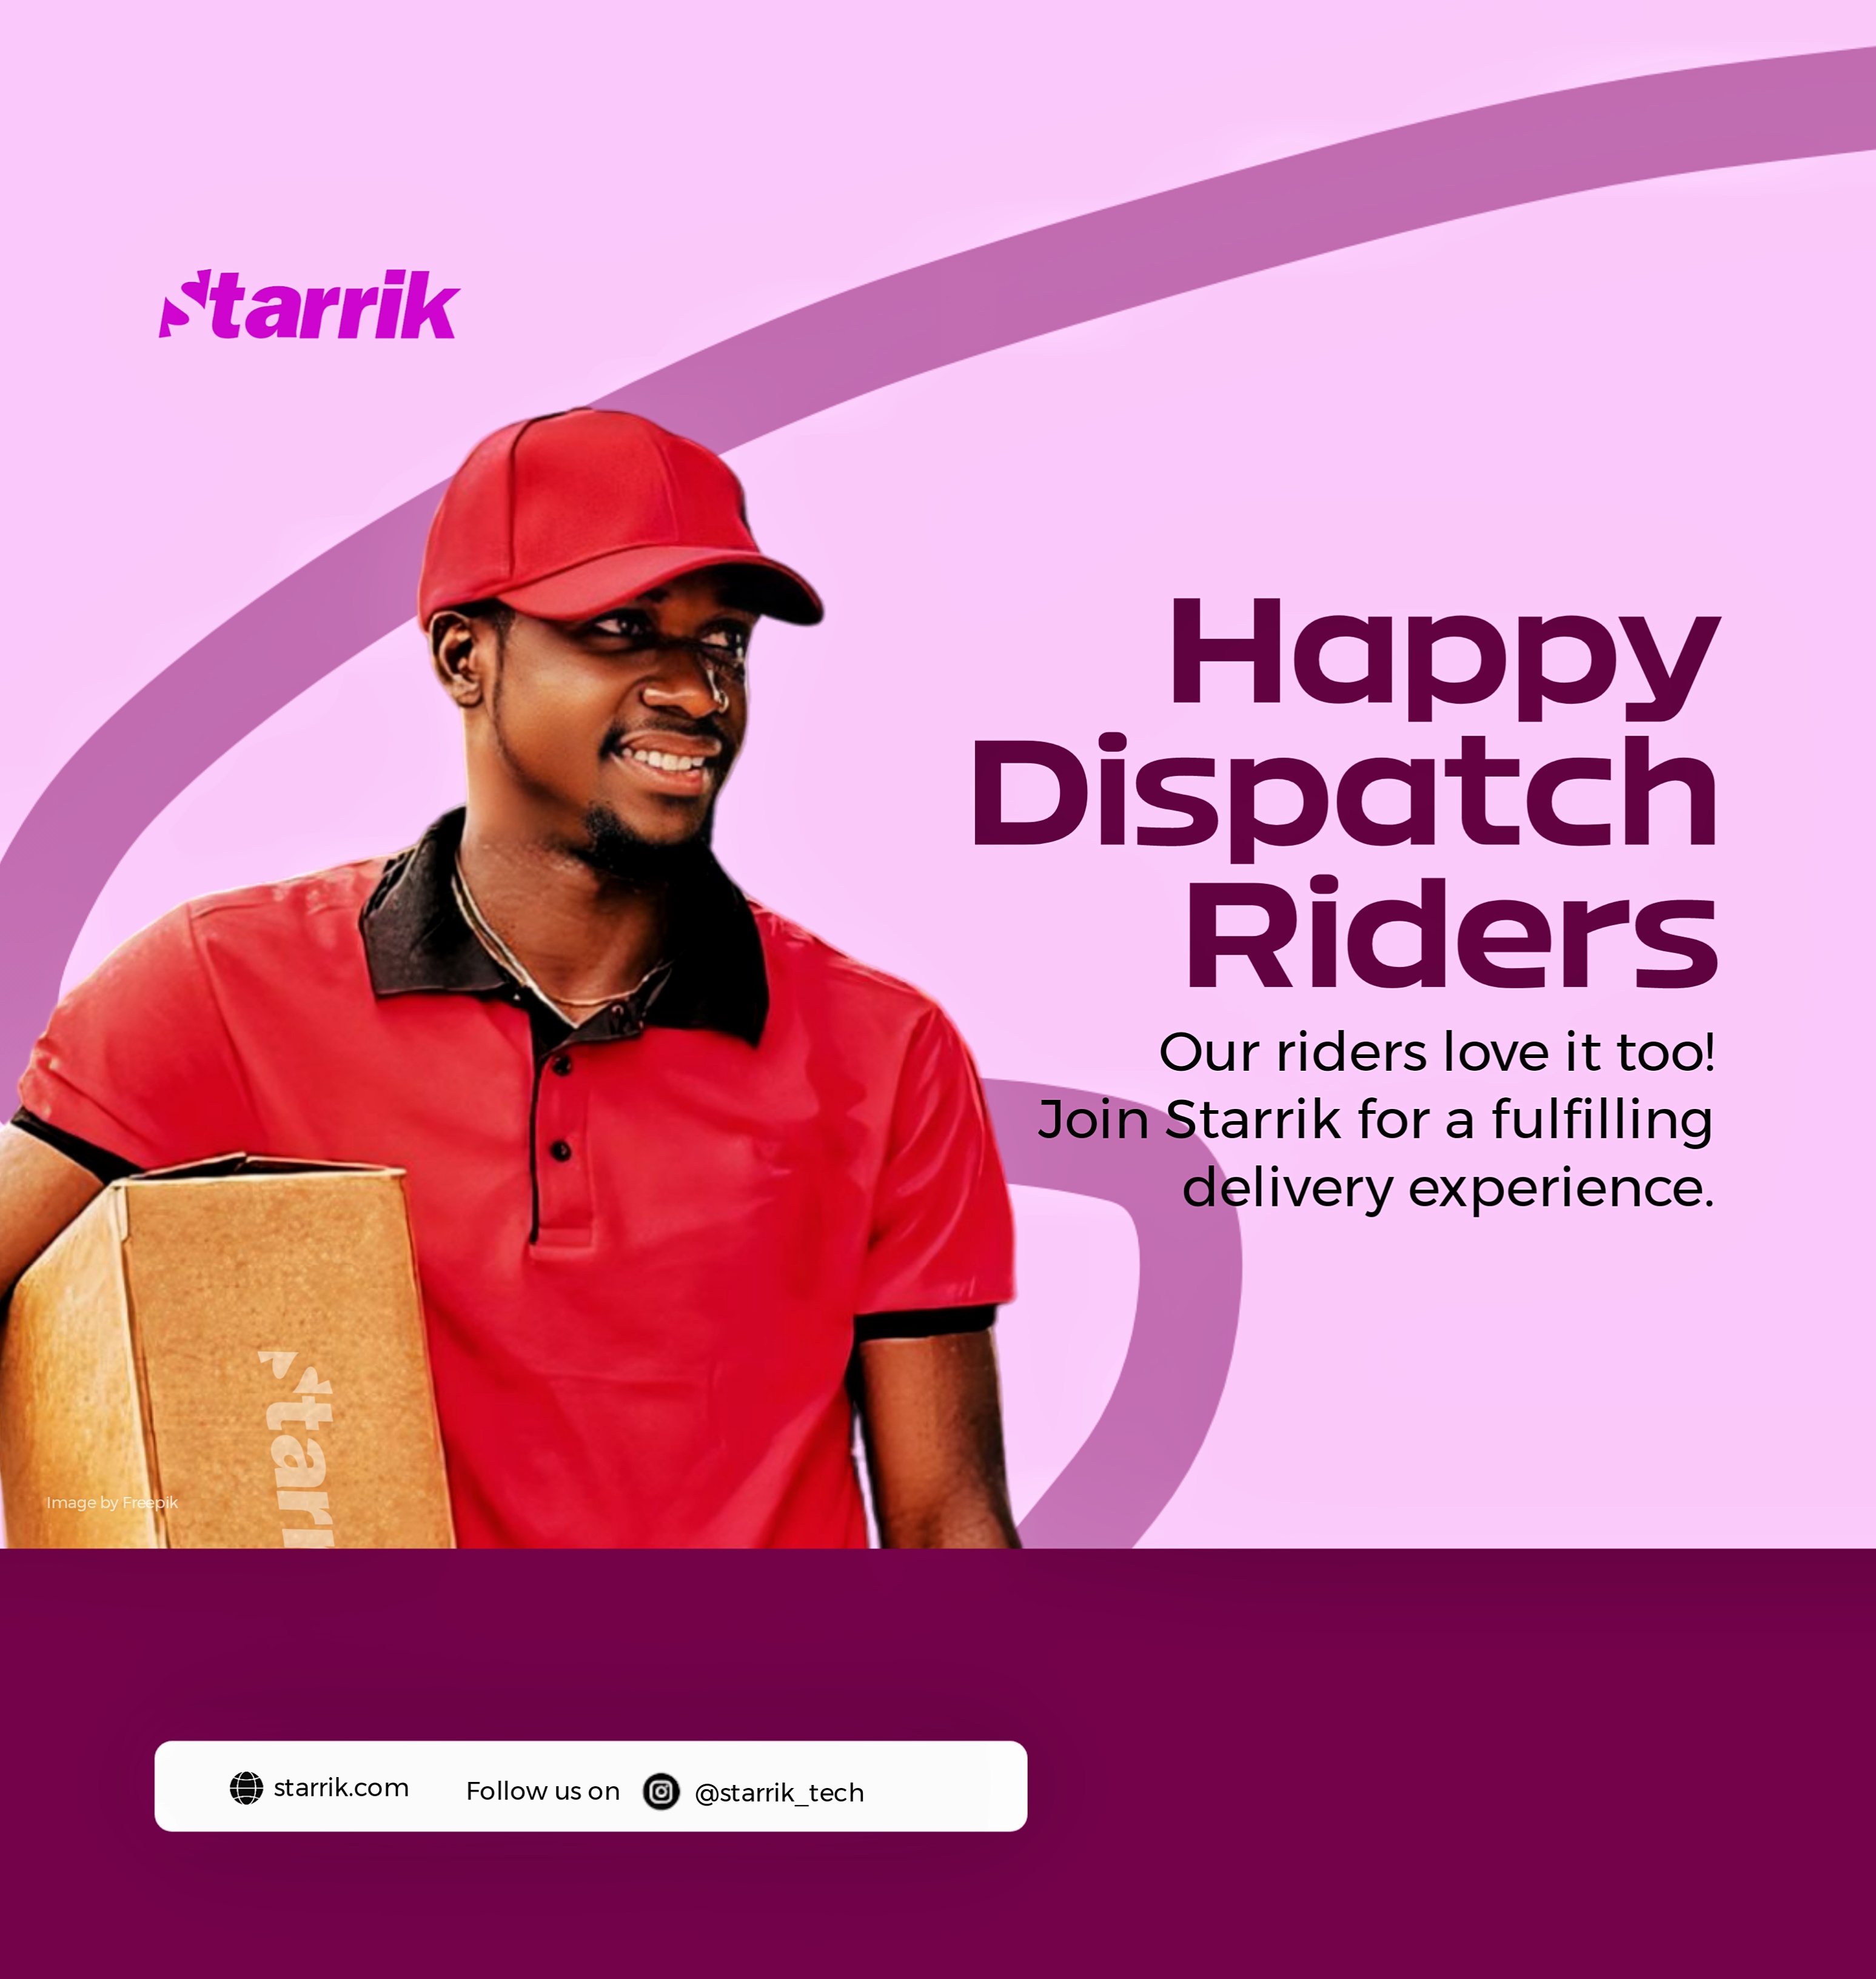 Starrik
Happy
Dispatch
Riders
Our riders love it too!
Join Starrik for a fulfilling
delivery experience.
starri
Image by Freepik
starrik.com
Follow us on @starrik_tech